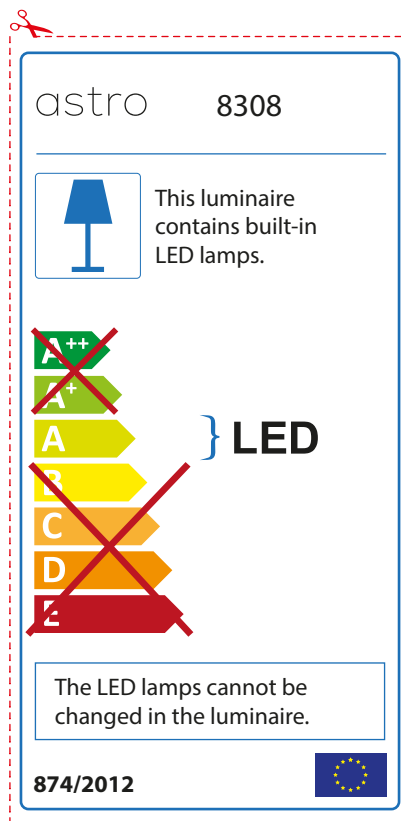 astro 8308
This luminaire
contains built-in
LED lamps.
A++
A+
A
} LED
B
C
D
E
The LED lamps cannot be
changed in the luminaire.
874/2012